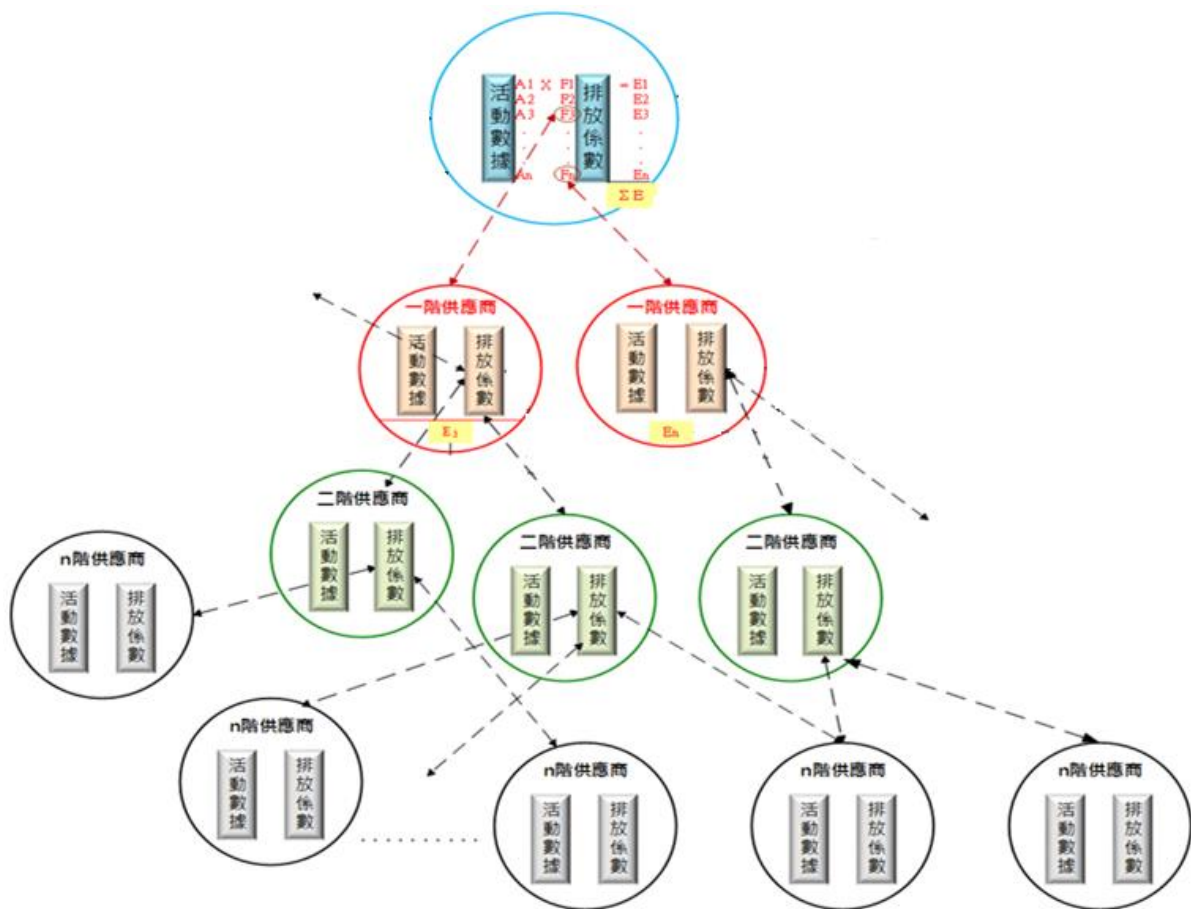 活動數據
排放係數
A1 X F1 = E1
A2 F2 E2
A3 F3 E3
. . .
. . .
. . .
An Fn En
ΣE
一階供應商
活動數據
排放係數
E3
一階供應商
活動數據
排放係數
En
二階供應商
活動數據
排放係數
二階供應商
活動數據
排放係數
二階供應商
活動數據
排放係數
n階供應商
活動數據
排放係數
n階供應商
活動數據
排放係數
..........
n階供應商
活動數據
排放係數
n階供應商
活動數據
排放係數
n階供應商
活動數據
排放係數